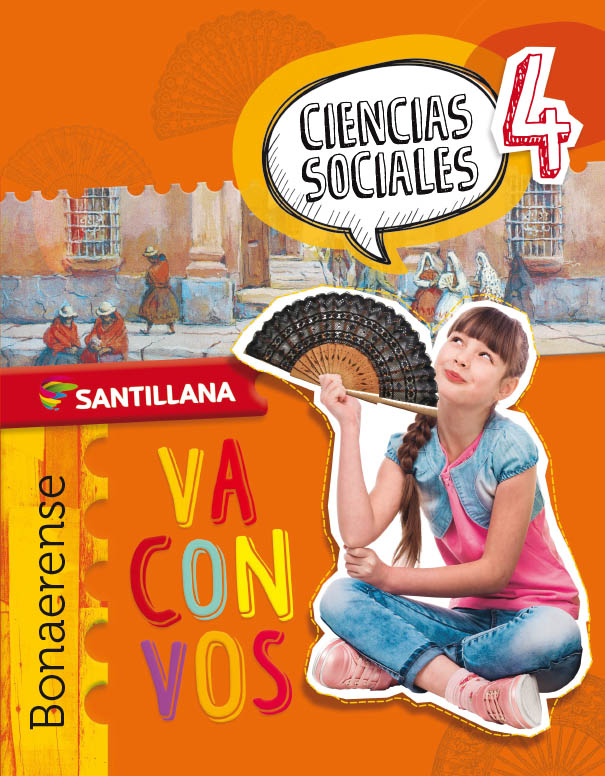 CIENCIAS
SOCIALES
4
SANTILLANA
VA
CON
VOS
Bonaerense